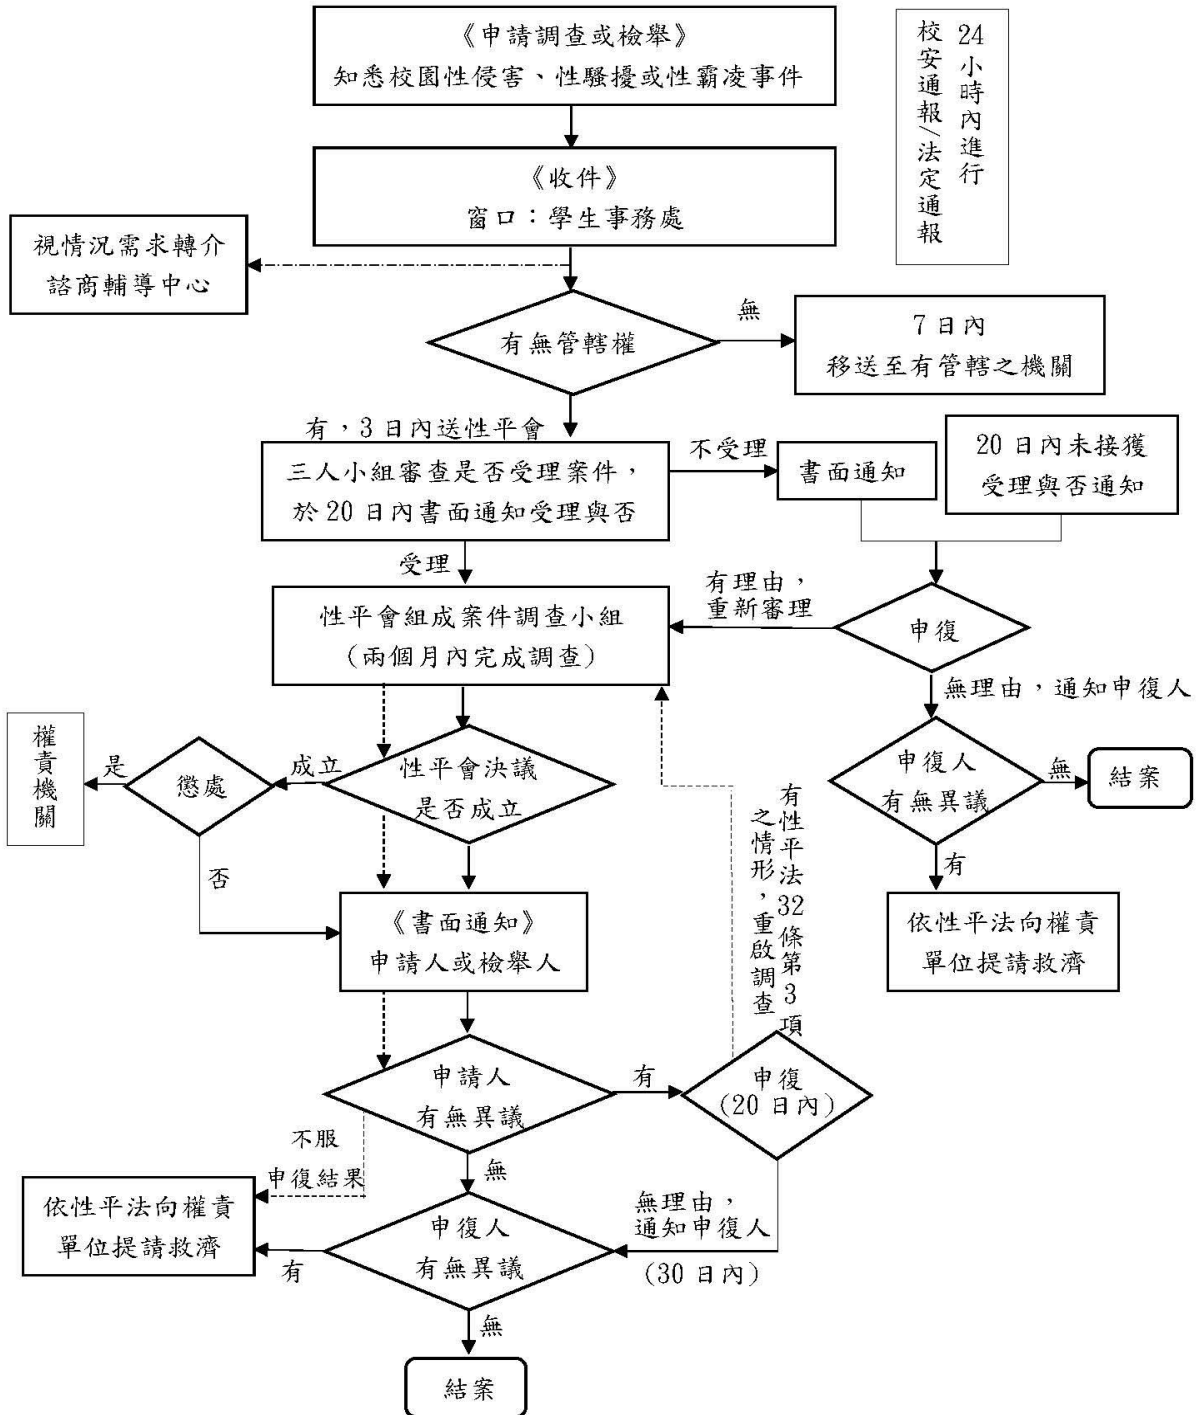 《申請調查或檢舉》
知悉校園性侵害、性騷擾或性霸凌事件
24小時內進行
校安通報/法定通報
《收件》
窗口：學生事務處
視情況需求轉介
諮商輔導中心
有無管轄權
無
7 日內
移送至有管轄之機關
有，3 日內送性平會
三人小組審查是否受理案件，
於 20 日內書面通知受理與否
不受理
書面通知
20 日內未接獲
受理與否通知
受理
性平會組成案件調查小組
（兩個月內完成調查）
有理由，
重新審理
申復
無理由，通知申復人
權責機關
是
懲處
成立
性平會決議
是否成立
否
申復人
有無異議
無
結案
有
依性平法向權責
單位提請救濟
有性平法32條第3項
之情形，重啟調查
《書面通知》
申請人或檢舉人
申請人
有無異議
有
申復
(20 日內)
不服
申復結果
無
無理由，
通知申復人
(30 日內)
依性平法向權責
單位提請救濟
有
申復人
有無異議
無
結案